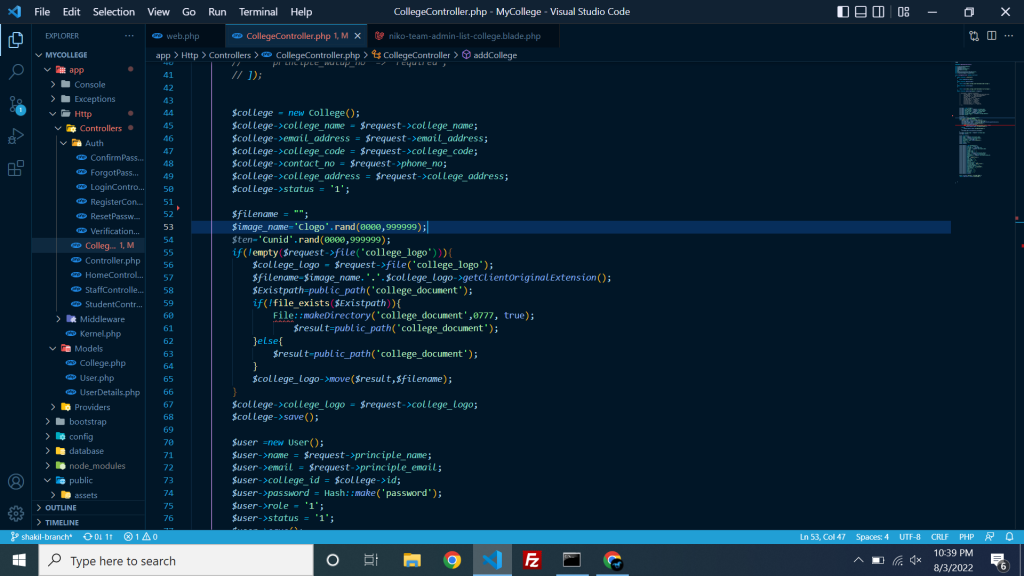 File Edit Selection View Go Run Terminal Help CollegeController.php - MyCollege - Visual Studio Code
EXPLORER ···
web.php
CollegeController.php 1, M
niko-team-admin-list-college.blade.php
app > Http > Controllers > CollegeController.php > CollegeController > addCollege
MYCOLLEGE
app
Console
Exceptions
Http
Controllers
Auth
ConfirmPass...
ForgotPass...
LoginContro...
RegisterCon...
ResetPassw...
Verification...
Colleg... 1, M
Controller.php
HomeControl...
StaffControlle...
StudentContr...
Middleware
Kernel.php
Models
College.php
User.php
UserDetails.php
Providers
bootstrap
config
database
node_modules
public
assets
OUTLINE
TIMELINE
41 // ]);
42
43
44 $college = new College();
45 $college->college_name = $request->college_name;
46 $college->email_address = $request->email_address;
47 $college->college_code = $request->college_code;
48 $college->contact_no = $request->phone_no;
49 $college->college_address = $request->college_address;
50 $college->status = '1';
51
52 $filename = "";
53 $image_name='Clogo'.rand(0000,999999);
54 $ten='Cunid'.rand(0000,999999);
55 if(!empty($request->file('college_logo'))){
56 $college_logo = $request->file('college_logo');
57 $filename=$image_name.'.'.$college_logo->getClientOriginalExtension();
58 $Existpath=public_path('college_document');
59 if(!file_exists($Existpath)){
60 File::makeDirectory('college_document',0777, true);
61 $result=public_path('college_document');
62 }else{
63 $result=public_path('college_document');
64 }
65 $college_logo->move($result,$filename);
66 }
67 $college->college_logo = $request->college_logo;
68 $college->save();
69
70 $user =new User();
71 $user->name = $request->principle_name;
72 $user->email = $request->principle_email;
73 $user->college_id = $college->id;
74 $user->password = Hash::make('password');
75 $user->role = '1';
76 $user->status = '1';
shakil-branch* 0↓ 1↑ 1 0 Ln 53, Col 47 Spaces: 4 UTF-8 CRLF PHP
Type here to search
10:39 PM
8/3/2022
6